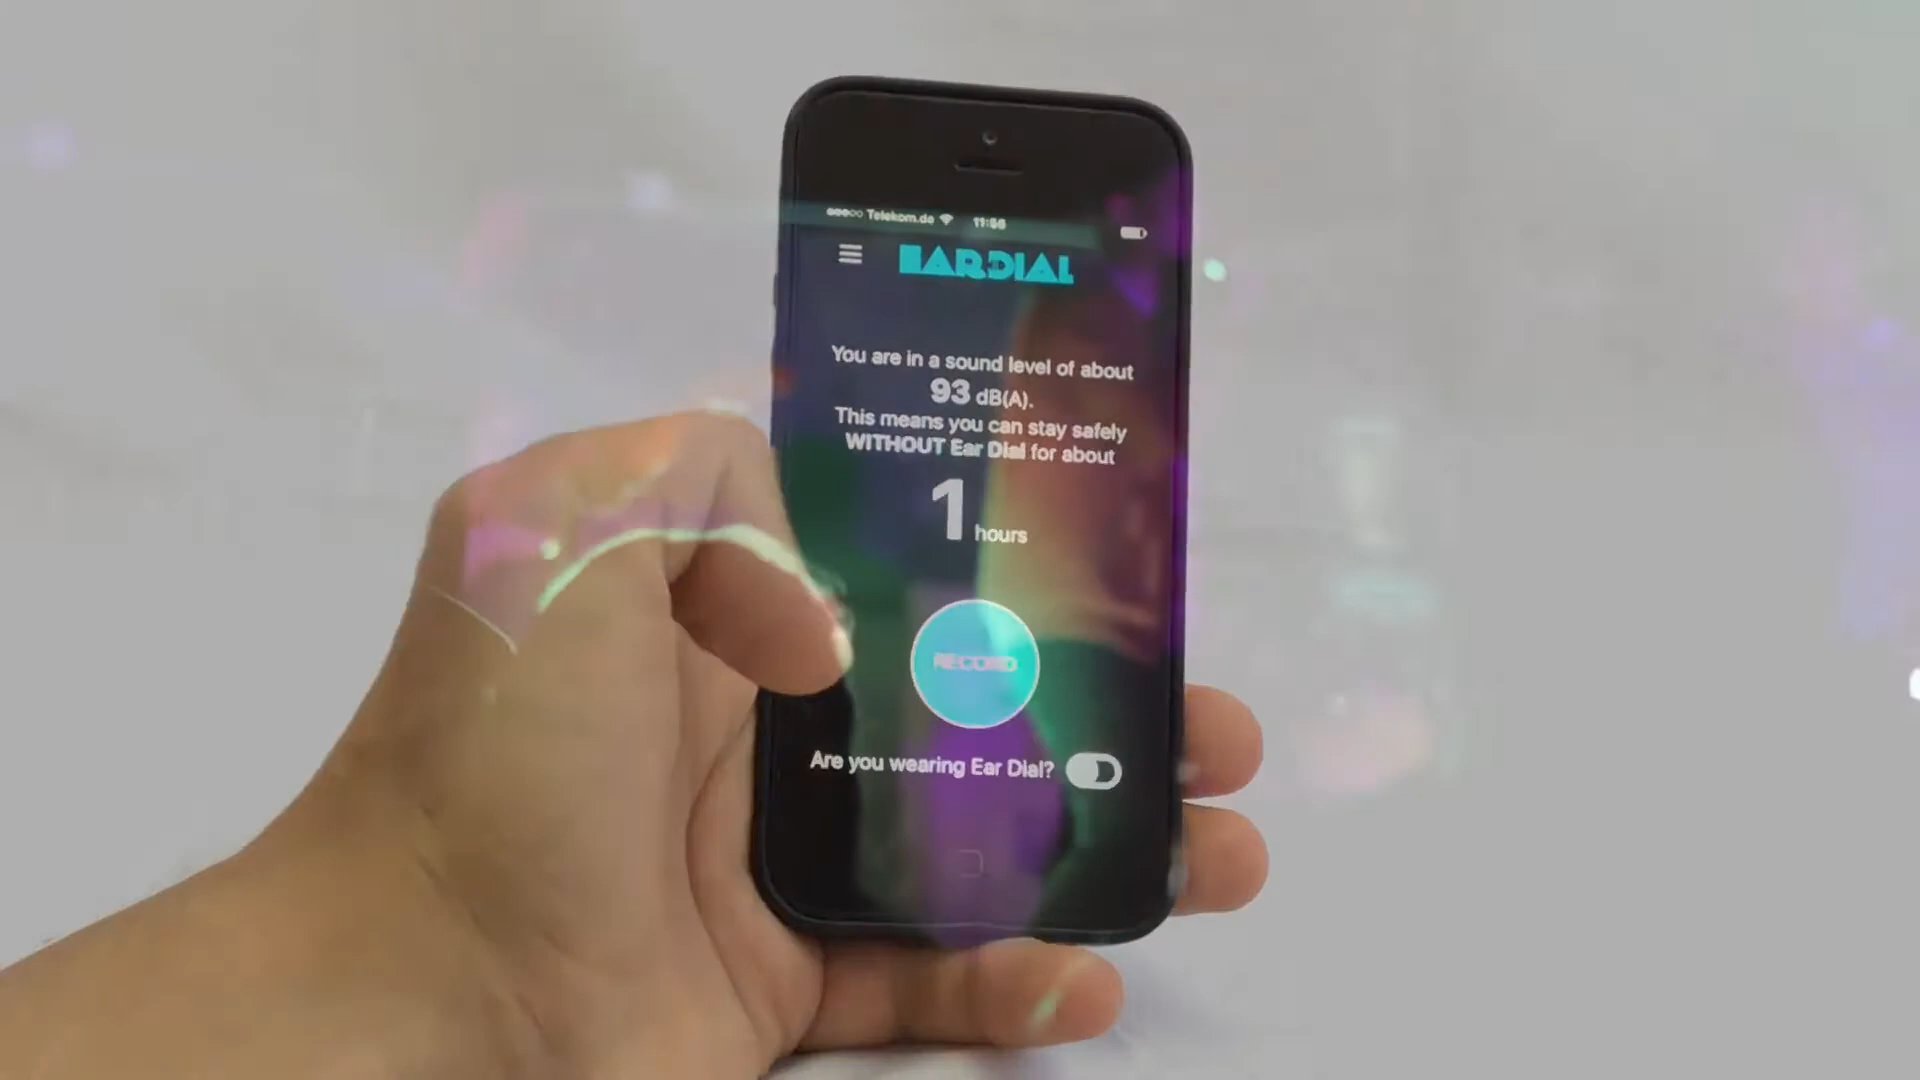 Telekom.de 11:56
EARDIAL
You are in a sound level of about
93 dB(A).
This means you can stay safely
WITHOUT Ear Dial for about
1 hours
RECORD
Are you wearing Ear Dial?